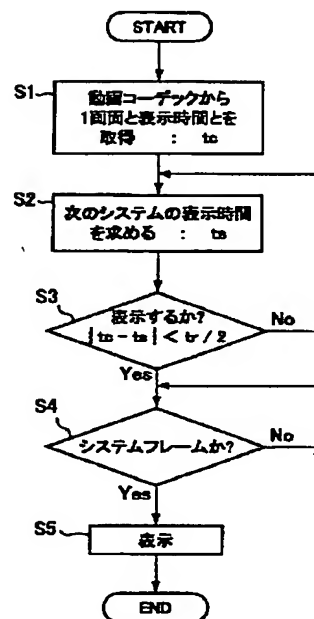 START
S1
動画コーデックから
1画面と表示時間とを
取得 : tc
S2
次のシステムの表示時間
を求める : ts
S3
表示するか?
|tc-ts|<tr/2
No
Yes
S4
システムフレームか?
No
Yes
S5
表示
END